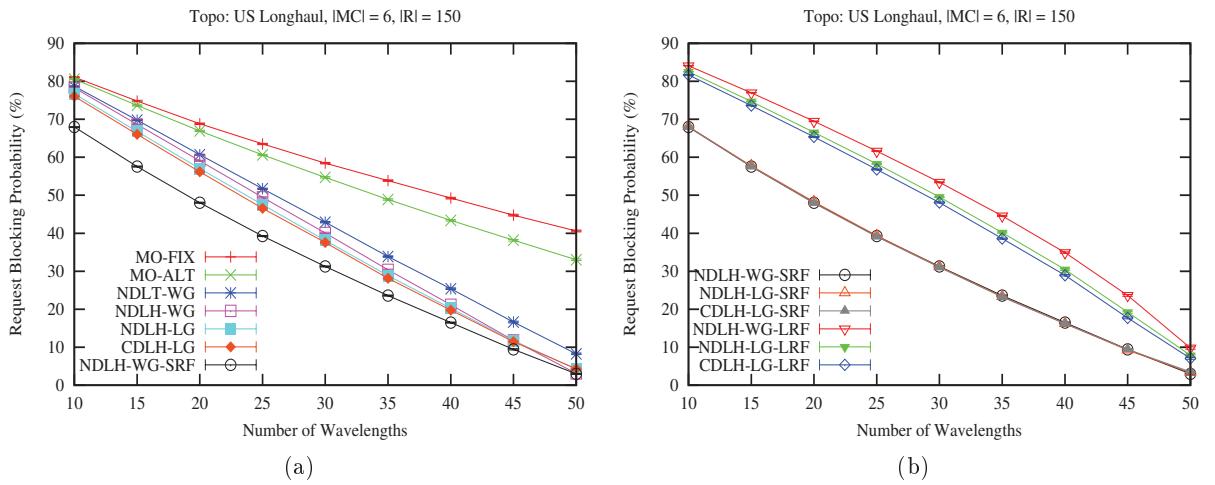 Topo: US Longhaul, |MC| = 6, |R| = 150
Request Blocking Probability (%)
90
80
70
60
50
40
30
20
10
0
MO-FIX
MO-ALT
NDLT-WG
NDLH-WG
NDLH-LG
CDLH-LG
NDLH-WG-SRF
10 15 20 25 30 35 40 45 50
Number of Wavelengths
(a)
Topo: US Longhaul, |MC| = 6, |R| = 150
Request Blocking Probability (%)
90
80
70
60
50
40
30
20
10
0
NDLH-WG-SRF
NDLH-LG-SRF
CDLH-LG-SRF
NDLH-WG-LRF
NDLH-LG-LRF
CDLH-LG-LRF
10 15 20 25 30 35 40 45 50
Number of Wavelengths
(b)